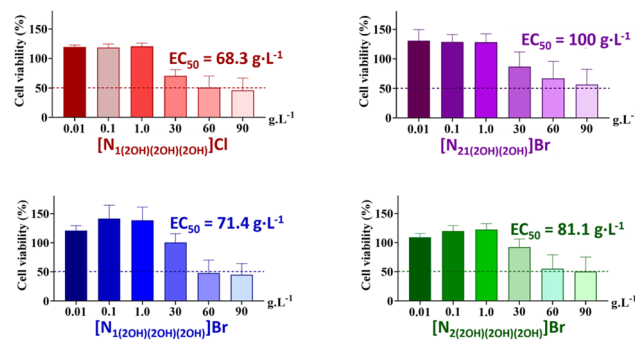 Cell viability (%)
150
100
50
0
EC50 = 68.3 g·L-1
0.01 0.1 1.0 30 60 90
g.L-1
[N1(2OH)(2OH)(2OH)]Cl
Cell viability (%)
150
100
50
0
EC50 = 100 g·L-1
0.01 0.1 1.0 30 60 90
g.L-
[N21(2OH)(2OH)]Br
Cell viability (%)
150
100
50
0
EC50 = 71.4 g·L-1
0.01 0.1 1.0 30 60 90
g.L-1
[N1(2OH)(2OH)(2OH)]Br
Cell viability (%)
150
100
50
0
EC50 = 81.1 g·L-1
0.01 0.1 1.0 30 60 90
g.L-1
[N2(2OH)(2OH)(2OH)]Br